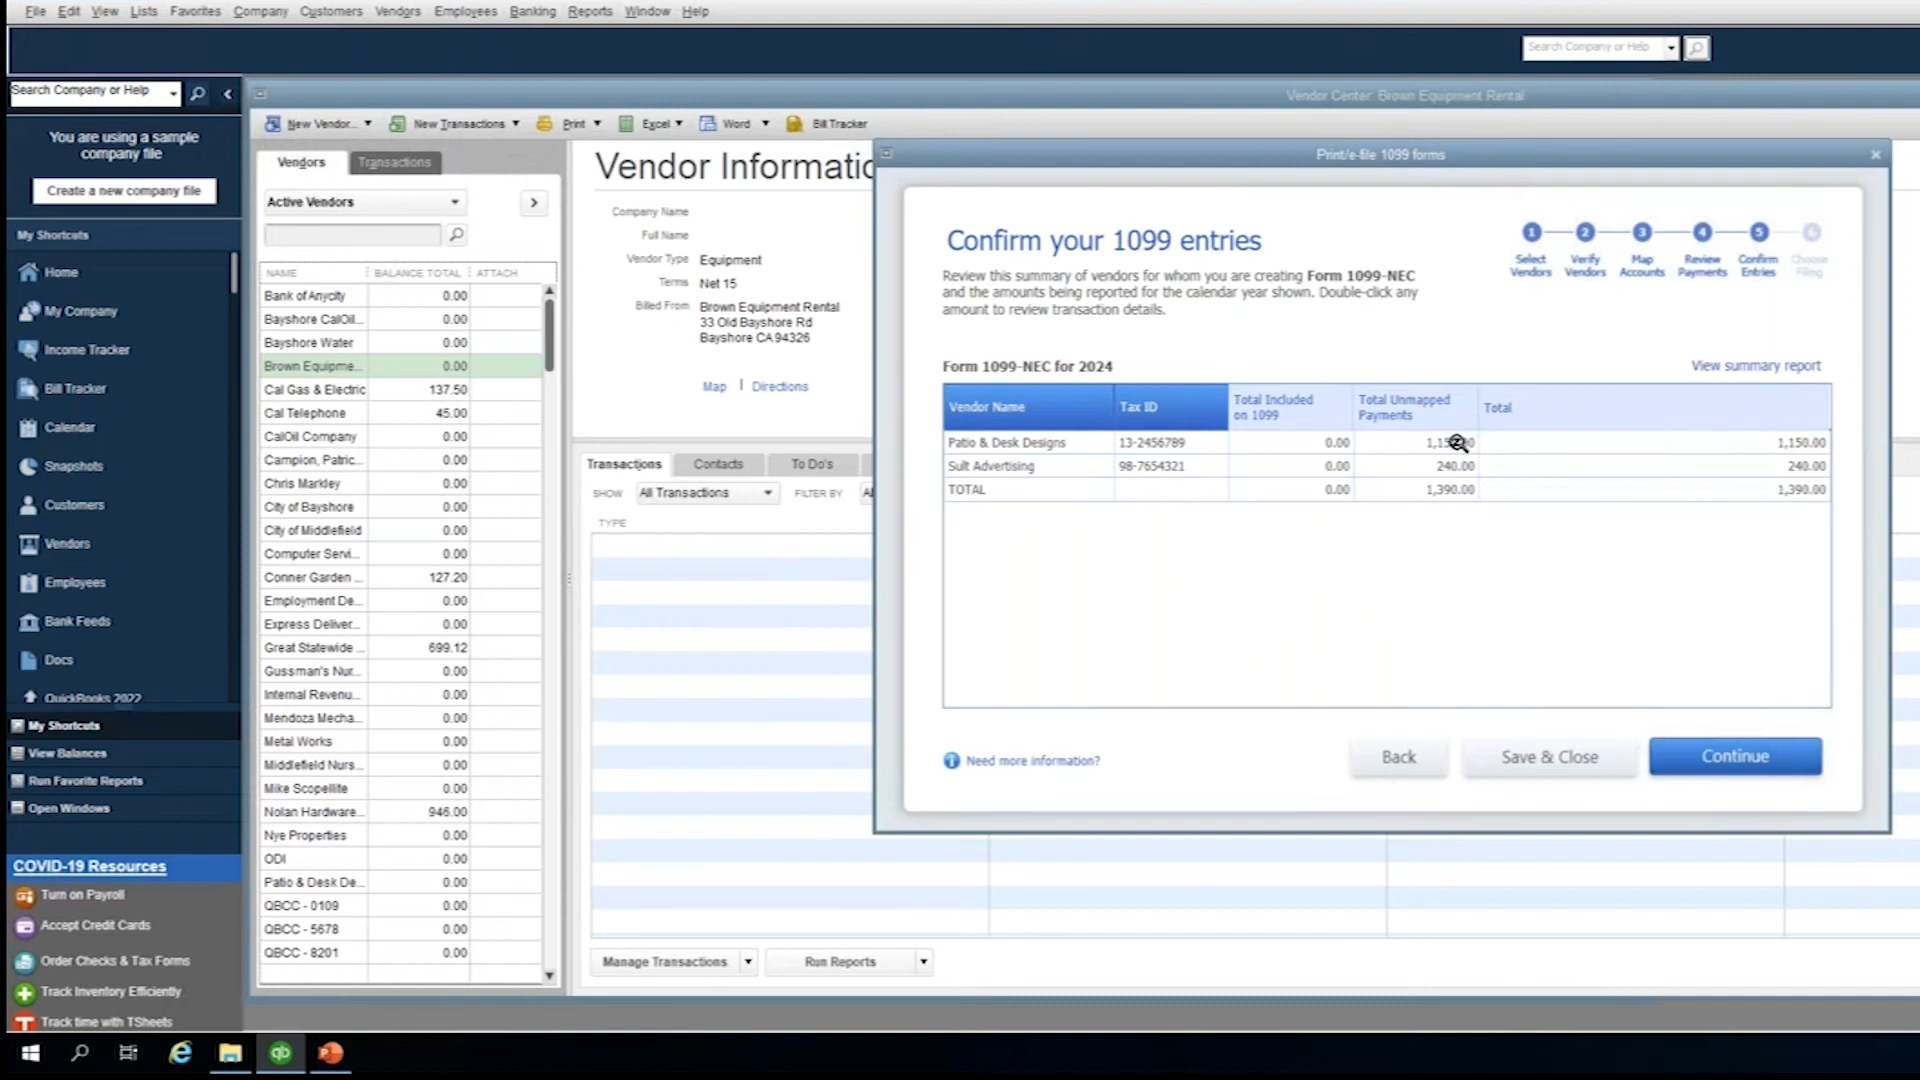 File Edit View Lists Favorites Company Customers Vendors Employees Banking Reports Window Help
Search Company or Help
Search Company or Help
You are using a sample
company file
Create a new company file
My Shortcuts
Home
My Company
Income Tracker
Bill Tracker
Calendar
Snapshots
Customers
Vendors
Employees
Bank Feeds
Docs
QuickBooks 2022
My Shortcuts
View Balances
Run Favorite Reports
Open Windows
COVID-19 Resources
Turn on Payroll
Accept Credit Cards
Order Checks & Tax Forms
Track Inventory Efficiently
Track time with TSheets
Vendor Center: Brown Equipment Rental
New Vendor... New Transactions Print Excel Word Bill Tracker
Vendors Transactions
Active Vendors
NAME BALANCE TOTAL ATTACH
Bank of Anycity 0.00
Bayshore CalOil... 0.00
Bayshore Water 0.00
Brown Equipme... 0.00
Cal Gas & Electric 137.50
Cal Telephone 45.00
CalOil Company 0.00
Campion, Patric... 0.00
Chris Markley 0.00
City of Bayshore 0.00
City of Middlefield 0.00
Computer Servi... 0.00
Conner Garden ... 127.20
Employment De... 0.00
Express Deliver... 0.00
Great Statewide ... 699.12
Gussman's Nur... 0.00
Internal Revenu... 0.00
Mendoza Mecha... 0.00
Metal Works 0.00
Middlefield Nurs... 0.00
Mike Scopellite 0.00
Nolan Hardware... 945.00
Nye Properties 0.00
ODI 0.00
Patio & Desk De... 0.00
QBCC - 0109 0.00
QBCC - 5678 0.00
QBCC - 8201 0.00
Vendor Informatio
Company Name
Full Name
Vendor Type Equipment
Terms Net 15
Billed From Brown Equipment Rental
33 Old Bayshore Rd
Bayshore CA 94326
Map | Directions
Transactions Contacts To Do's
SHOW All Transactions FILTER BY Al
TYPE
Manage Transactions Run Reports
Print/e-file 1099 forms
Confirm your 1099 entries
Review this summary of vendors for whom you are creating Form 1099-NEC
and the amounts being reported for the calendar year shown. Double-click any
amount to review transaction details.
1 2 3 4 5 6
Select Vendors Verify Vendors Map Accounts Review Payments Confirm Entries Choose Filing
Form 1099-NEC for 2024 View summary report
Vendor Name Tax ID Total Included on 1099 Total Unmapped Payments Total
Patio & Desk Designs 13-2456789 0.00 1,150.00
Sult Advertising 98-7654321 0.00 240.00 240.00
TOTAL 0.00 1,390.00 1,390.00
Need more information?
Back Save & Close Continue